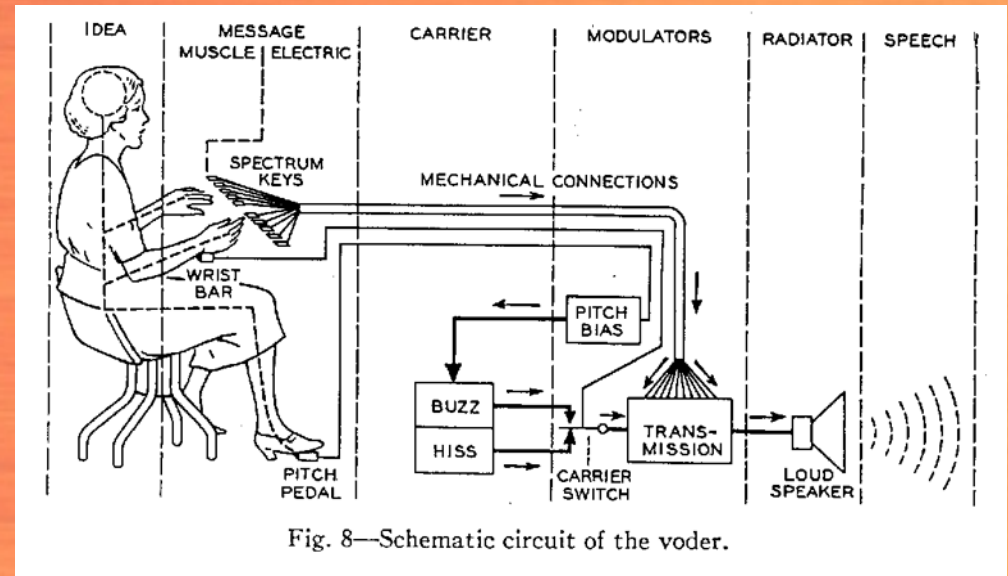 IDEA
MESSAGE
MUSCLE ELECTRIC
CARRIER
MODULATORS
RADIATOR
SPEECH
SPECTRUM
KEYS
MECHANICAL CONNECTIONS
WRIST
BAR
PITCH
BIAS
BUZZ
HISS
TRANS-
MISSION
CARRIER
SWITCH
LOUD
SPEAKER
PITCH
PEDAL
Fig. 8—Schematic circuit of the voder.